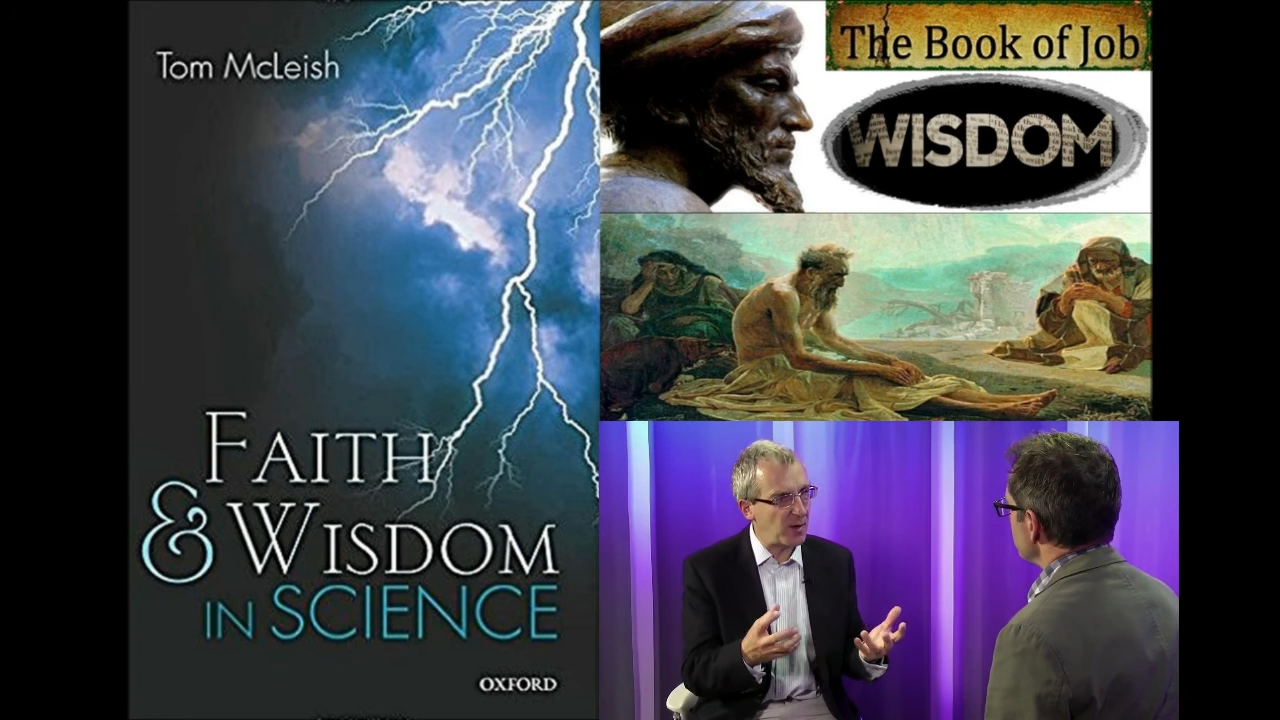 Tom McLeish
FAITH
& WISDOM
IN SCIENCE
OXFORD
The Book of Job
WISDOM